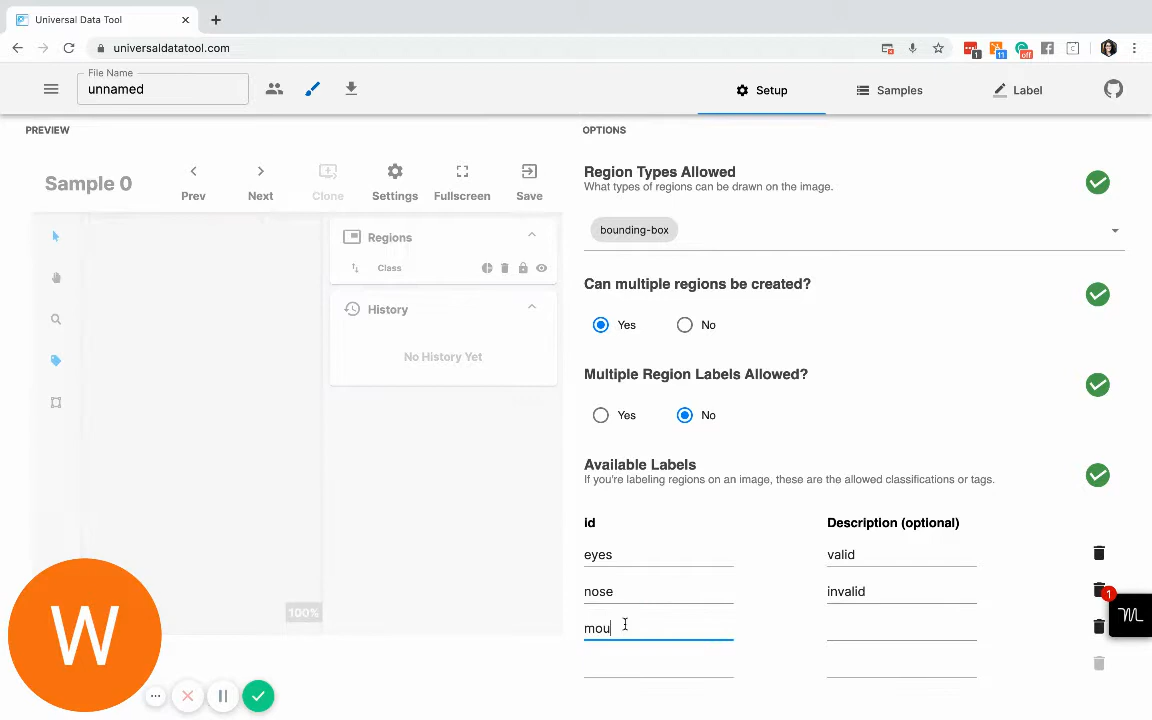 Universal Data Tool
universaldatatool.com
1
11
off
File Name
unnamed
Setup
Samples
Label
PREVIEW
OPTIONS
Sample 0
Prev
Next
Clone
Settings
Fullscreen
Save
Regions
Class
History
No History Yet
100%
Region Types Allowed
What types of regions can be drawn on the image.
bounding-box
Can multiple regions be created?
Yes
No
Multiple Region Labels Allowed?
Yes
No
Available Labels
If you're labeling regions on an image, these are the allowed classifications or tags.
id
Description (optional)
eyes
valid
nose
invalid
mou
1
W